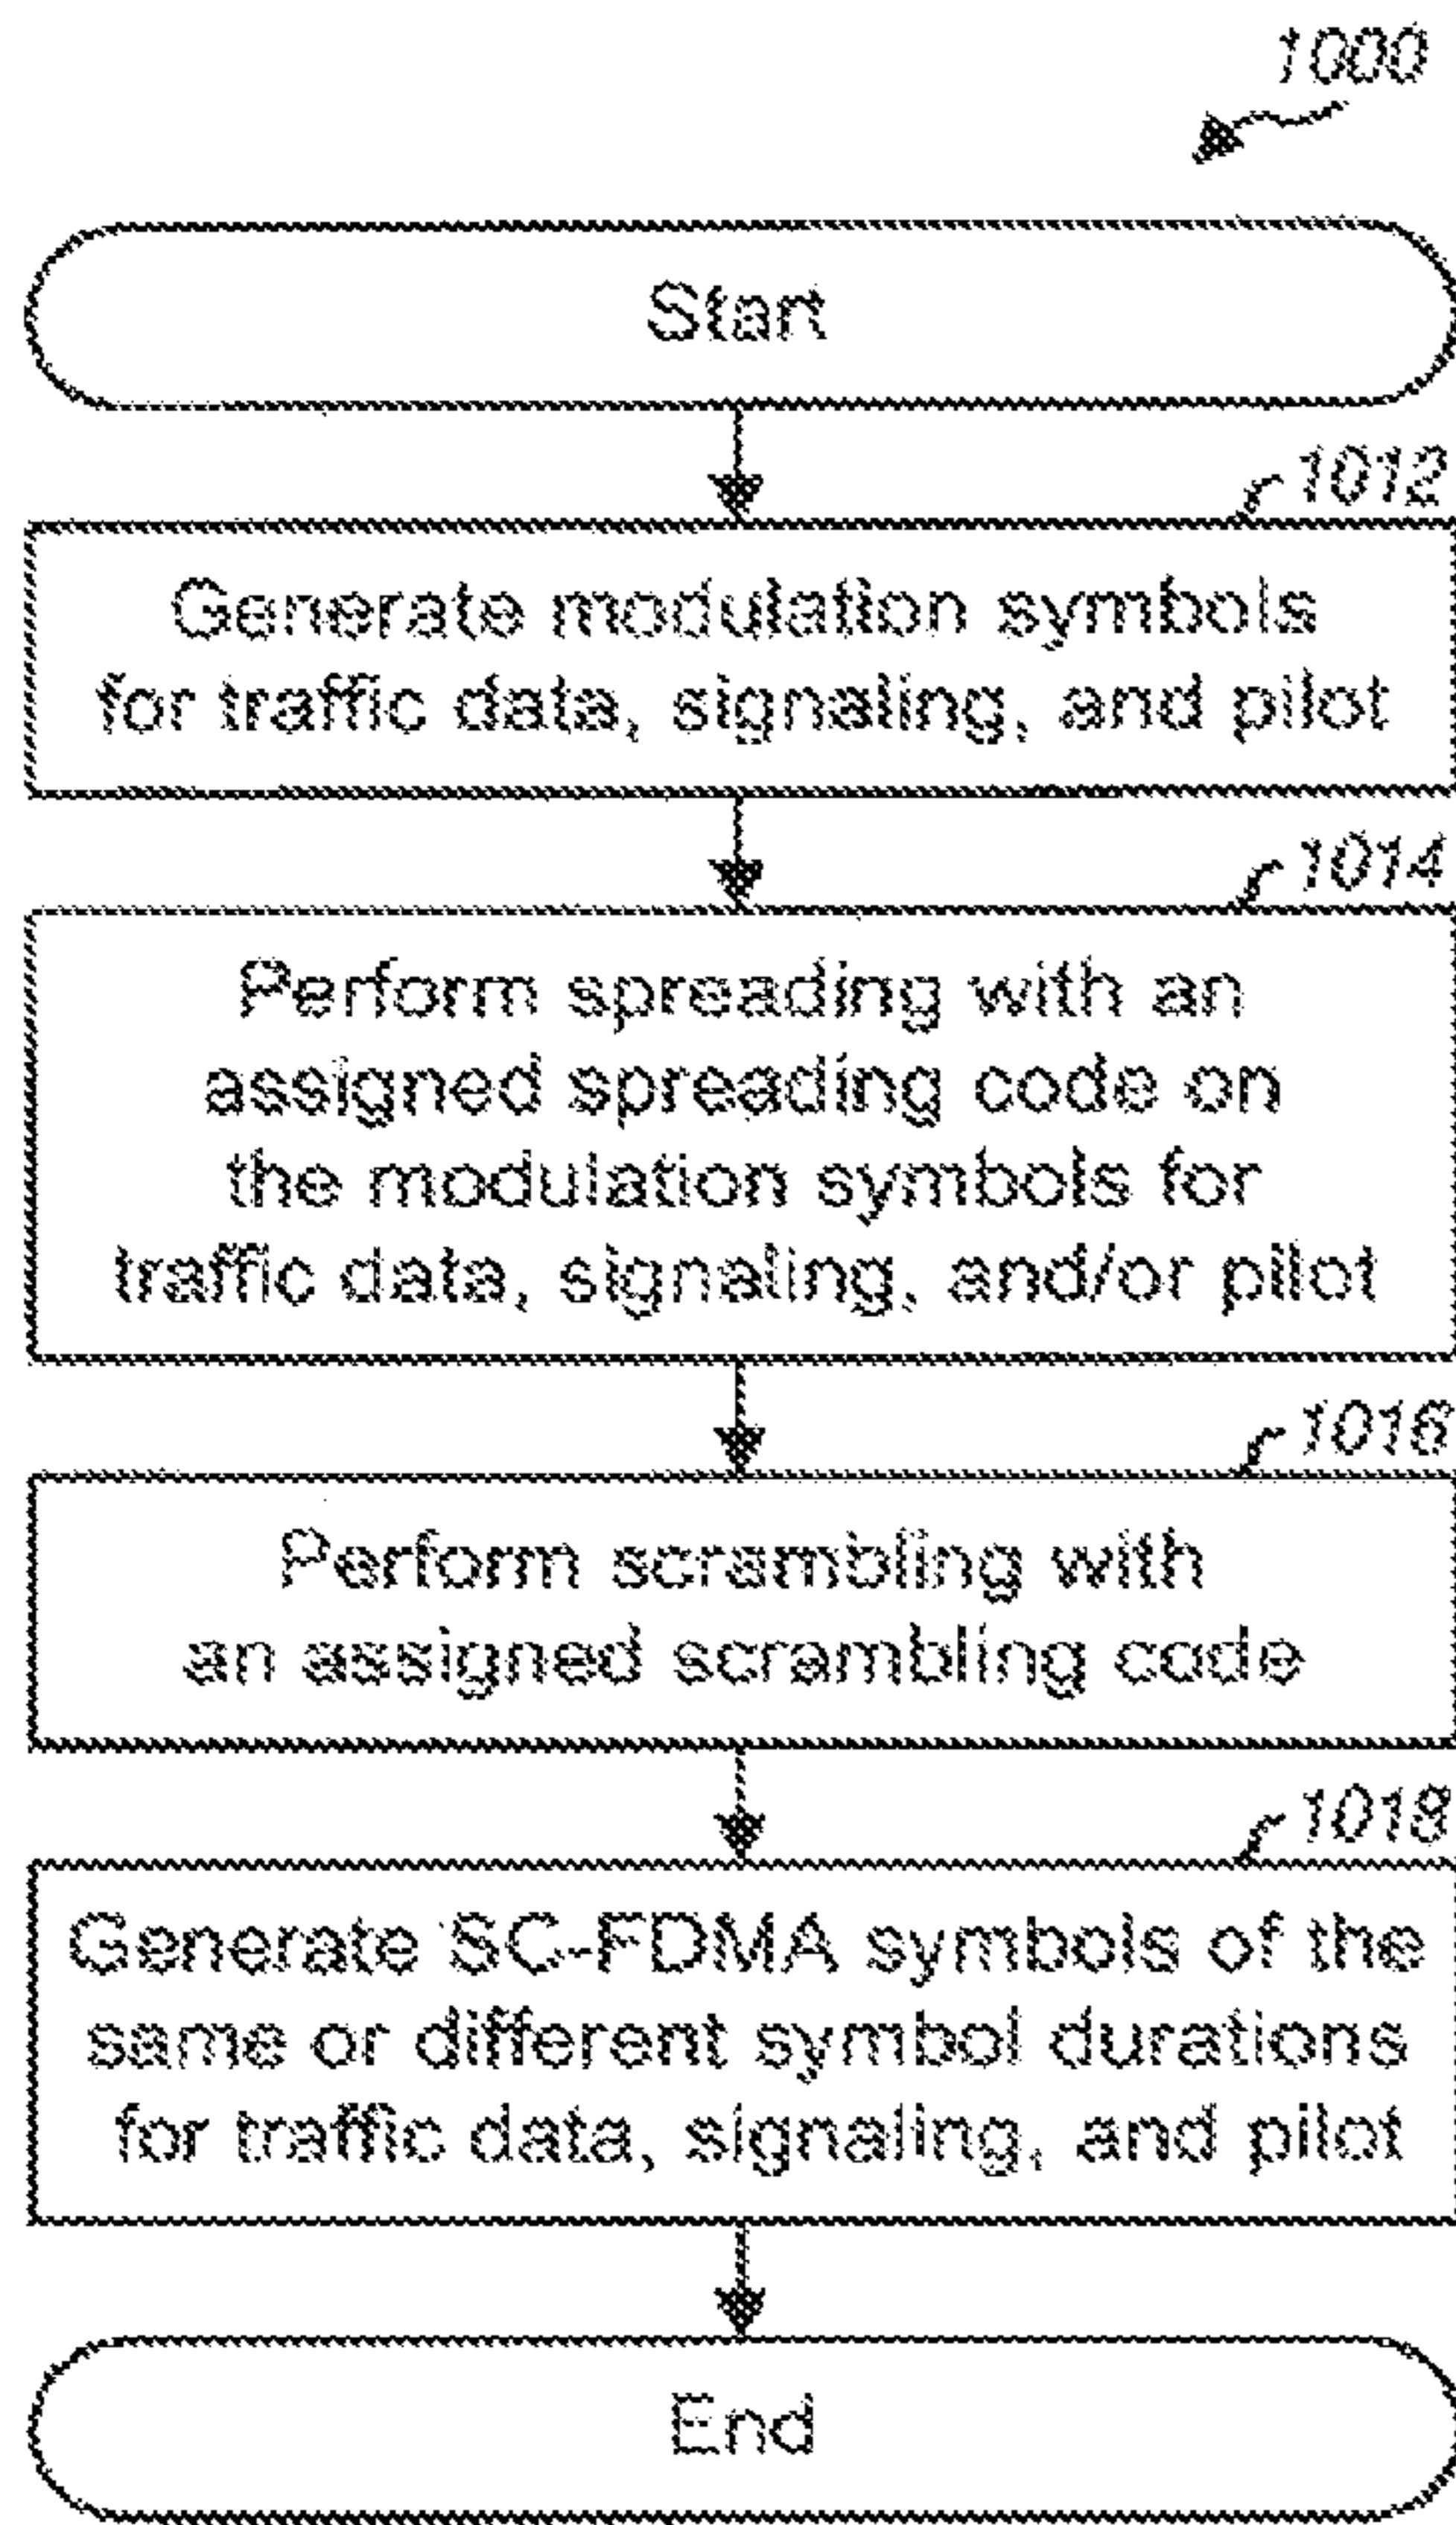 1000
Start
1012
Generate modulation symbols
for traffic data, signaling, and pilot
1014
Perform spreading with an
assigned spreading code on
the modulation symbols for
traffic data, signaling, and/or pilot
1016
Perform scrambling with
an assigned scrambling code
1018
Generate SC-FDMA symbols of the
same or different symbol durations
for traffic data, signaling, and pilot
End